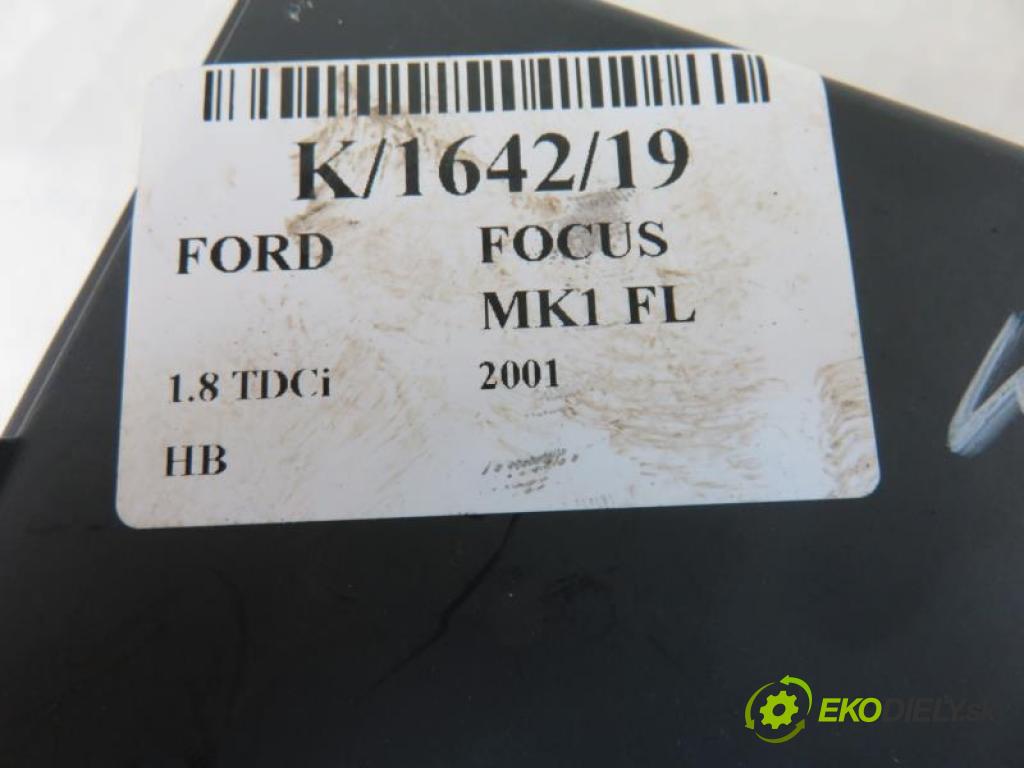 K/1642/19
FORD FOCUS
MK1 FL
1.8 TDCi 2001
HB
EKODIELY.sk